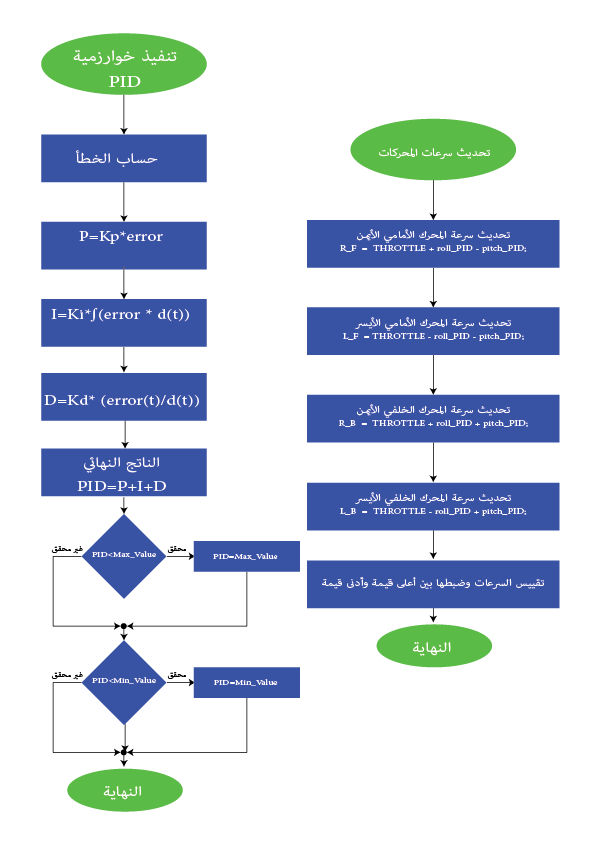 تنفيذ خوارزمية
PID
حساب الخطأ
P=Kp*error
I=Ki*∫(error * d(t))
D=Kd* (error(t)/d(t))
الناتج النهائي
PID=P+I+D
PID<Max_Value
غير محقق
محقق
PID=Max_Value
PID<Min_Value
غير محقق
محقق
PID=Min_Value
النهاية
تحديث سرعات المحركات
تحديث سرعة المحرك الأمامي الأيمن
R_F = THROTTLE + roll_PID - pitch_PID;
تحديث سرعة المحرك الأمامي الأيسر
L_F = THROTTLE - roll_PID - pitch_PID;
تحديث سرعة المحرك الخلفي الأيمن
R_B = THROTTLE + roll_PID + pitch_PID;
تحديث سرعة المحرك الخلفي الأيسر
L_B = THROTTLE - roll_PID + pitch_PID;
تقييس السرعات وضبطها بين أعلى قيمة وأدنى قيمة
النهاية